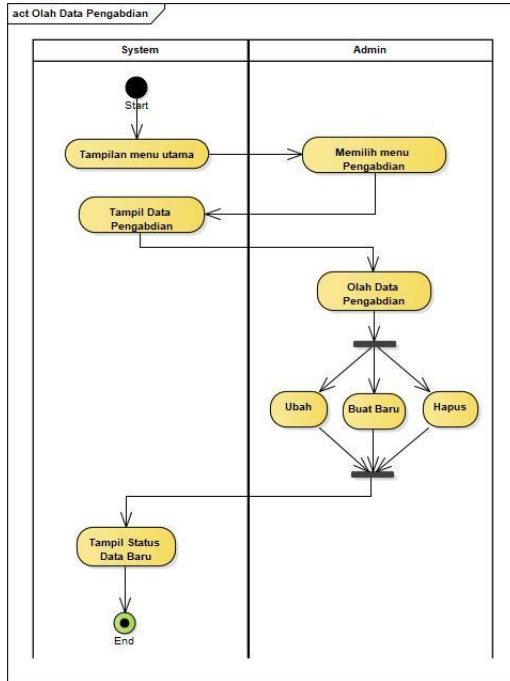 act Olah Data Pengabdian
System
Admin
Start
Tampilan menu utama
Memilih menu
Pengabdian
Tampil Data
Pengabdian
Olah Data
Pengabdian
Ubah
Buat Baru
Hapus
Tampil Status
Data Baru
End